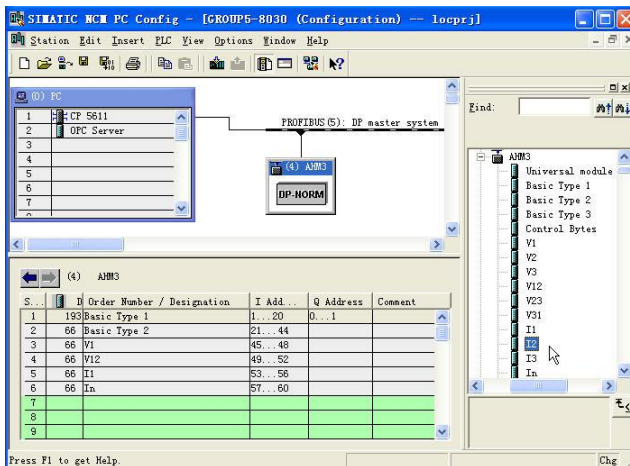 SIMATIC NCM PC Config - [GROUP5-8030 (Configuration) -- locprj]
Station Edit Insert PLC View Options Window Help
(0) PC
1 CP 5611
2 OPC Server
3
4
5
6
7
PROFIBUS(5): DP master system
(4) AHM3
DP-NORM
Find:
AHM3
Universal module
Basic Type 1
Basic Type 2
Basic Type 3
Control Bytes
V1
V2
V3
V12
V23
V31
I1
I2
I3
In
(4) AHM3
S... D Order Number / Designation I Add... Q Address Comment
1 193 Basic Type 1 1...20 0...1
2 66 Basic Type 2 21...44
3 66 V1 45...48
4 66 V12 49...52
5 66 I1 53...56
6 66 In 57...60
7
8
9
Press F1 to get Help.
Chg